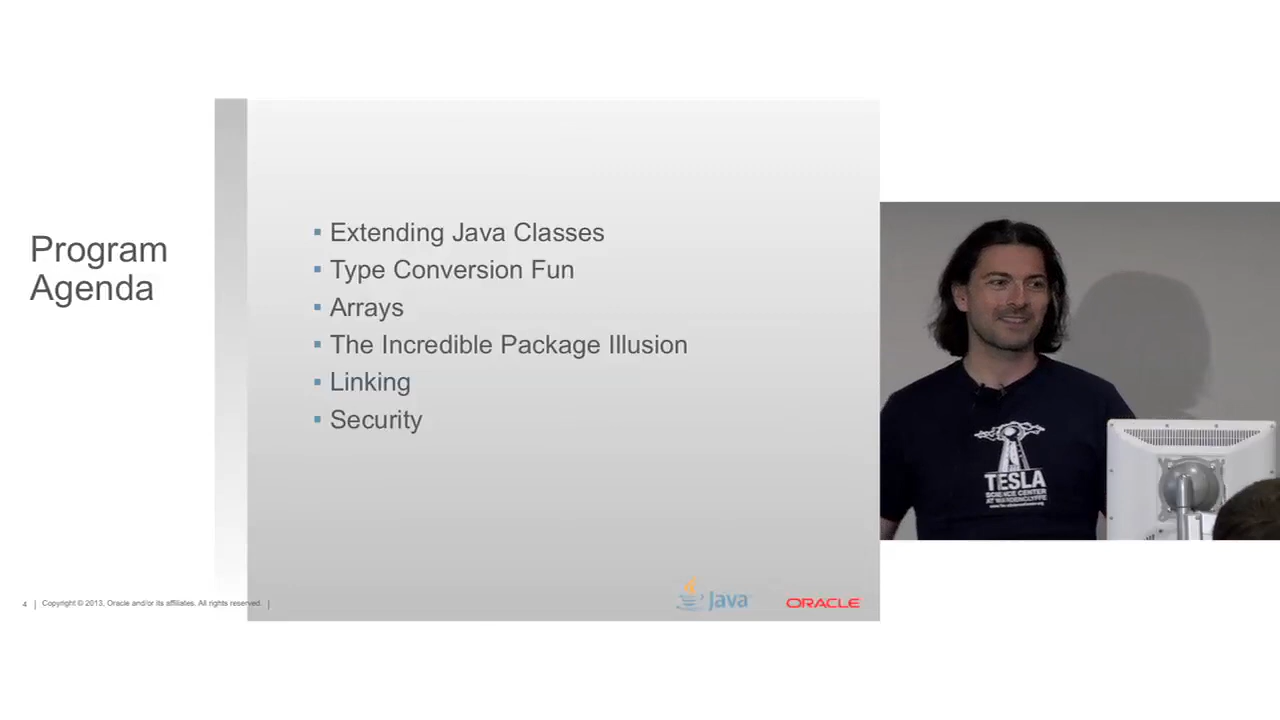 Program
Agenda
Extending Java Classes
Type Conversion Fun
Arrays
The Incredible Package Illusion
Linking
Security
TESLA
SCIENCE CENTER
AT WARDENCLYFFE
4 | Copyright © 2013, Oracle and/or its affiliates. All rights reserved. |
Java
ORACLE